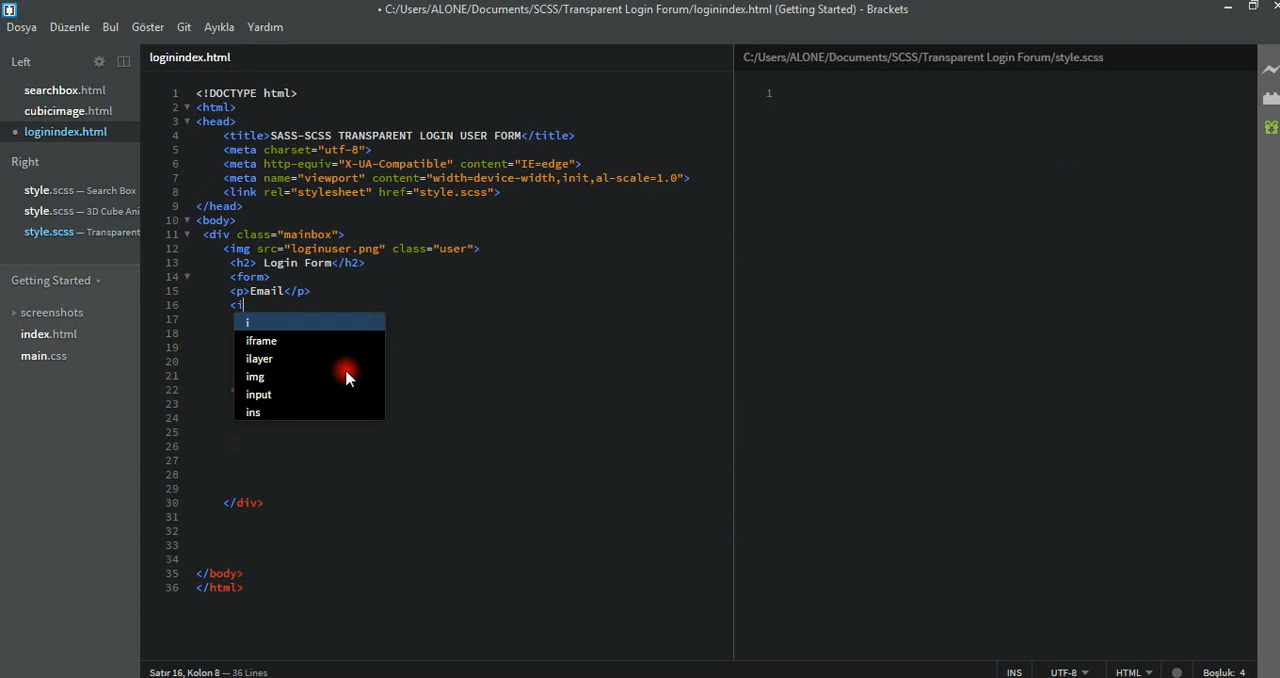 • C:/Users/ALONE/Documents/SCSS/Transparent Login Forum/loginindex.html (Getting Started) - Brackets
Dosya Düzenle Bul Göster Git Ayıkla Yardım
Left
searchbox.html
cubicimage.html
• loginindex.html
Right
style.scss — Search Box
style.scss — 3D Cube Ani
style.scss — Transparent
Getting Started
screenshots
index.html
main.css
loginindex.html
1 <!DOCTYPE html>
2 <html>
3 <head>
4 <title>SASS-SCSS TRANSPARENT LOGIN USER FORM</title>
5 <meta charset="utf-8">
6 <meta http-equiv="X-UA-Compatible" content="IE=edge">
7 <meta name="viewport" content="width=device-width,init,al-scale=1.0">
8 <link rel="stylesheet" href="style.scss">
9 </head>
10 <body>
11 <div class="mainbox">
12 <img src="loginuser.png" class="user">
13 <h2> Login Form</h2>
14 <form>
15 <p>Email</p>
16 <i
17
18
19
20
21
22 <
23
24
25
26
27
28
29
30 </div>
31
32
33
34
35 </body>
36 </html>
i
iframe
ilayer
img
input
ins
C:/Users/ALONE/Documents/SCSS/Transparent Login Forum/style.scss
1
Satır 16, Kolon 8 — 36 Lines
INS UTF-8 HTML Boşluk: 4